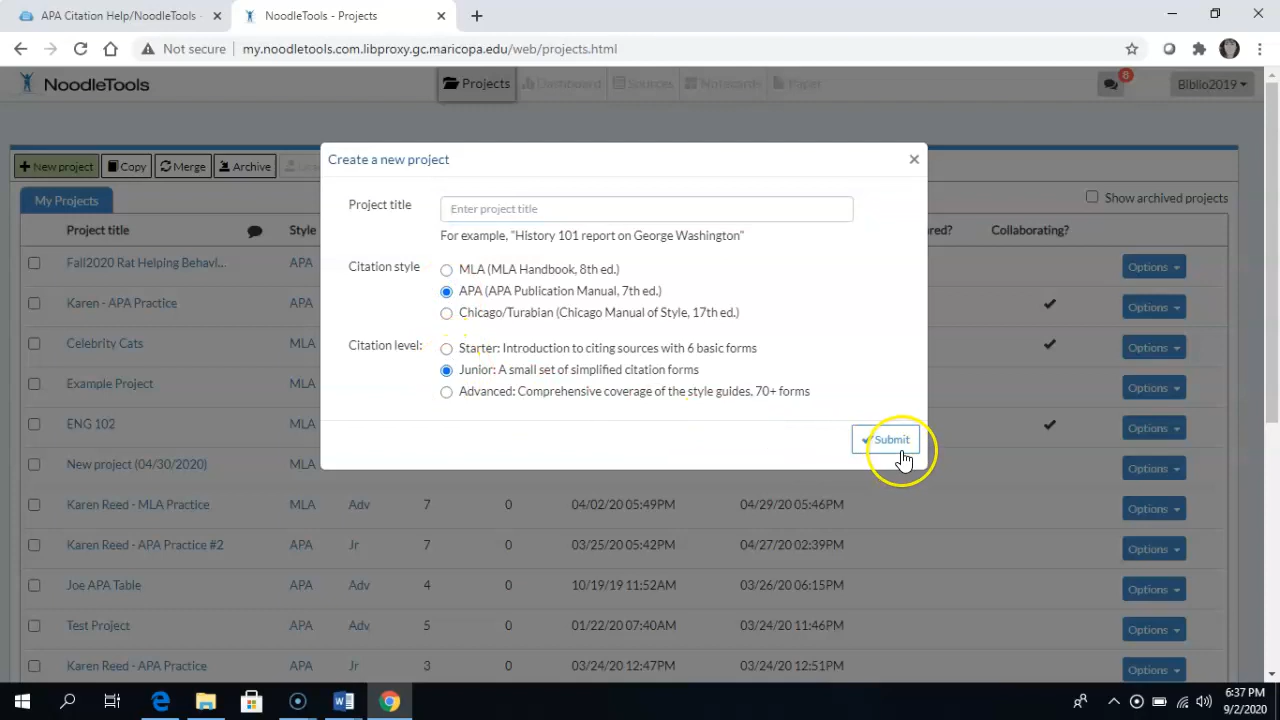 APA Citation Help/NoodleTools -
NoodleTools - Projects
Not secure my.noodletools.com.libproxy.gc.maricopa.edu/web/projects.html
NoodleTools
Projects
Dashboard
Sources
Notecards
Paper
8
Biblio2019
New project
Copy
Merge
Archive
My Projects
Show archived projects
Project title
Style
Collaborating?
Create a new project
Project title
Enter project title
For example, "History 101 report on George Washington"
Citation style
MLA (MLA Handbook, 8th ed.)
APA (APA Publication Manual, 7th ed.)
Chicago/Turabian (Chicago Manual of Style, 17th ed.)
Citation level:
Starter: Introduction to citing sources with 6 basic forms
Junior: A small set of simplified citation forms
Advanced: Comprehensive coverage of the style guides. 70+ forms
Submit
Fall2020 Rat Helping Behavi... APA Options
Karen - APA Practice APA Options
Celebrity Cats MLA Options
Example Project MLA Options
ENG 102 MLA Options
New project (04/30/2020) MLA Options
Karen Reed - MLA Practice MLA Adv 7 0 04/02/20 05:49PM 04/29/20 05:46PM Options
Karen Reed - APA Practice #2 APA Jr 7 0 03/25/20 05:42PM 04/27/20 02:39PM Options
Joe APA Table APA Adv 4 0 10/19/19 11:52AM 03/26/20 06:15PM Options
Test Project APA Adv 5 0 01/22/20 07:40AM 03/24/20 11:46PM Options
Karen Reed - APA Practice APA Jr 3 0 03/24/20 12:47PM 03/24/20 12:51PM Options
6:37 PM
9/2/2020